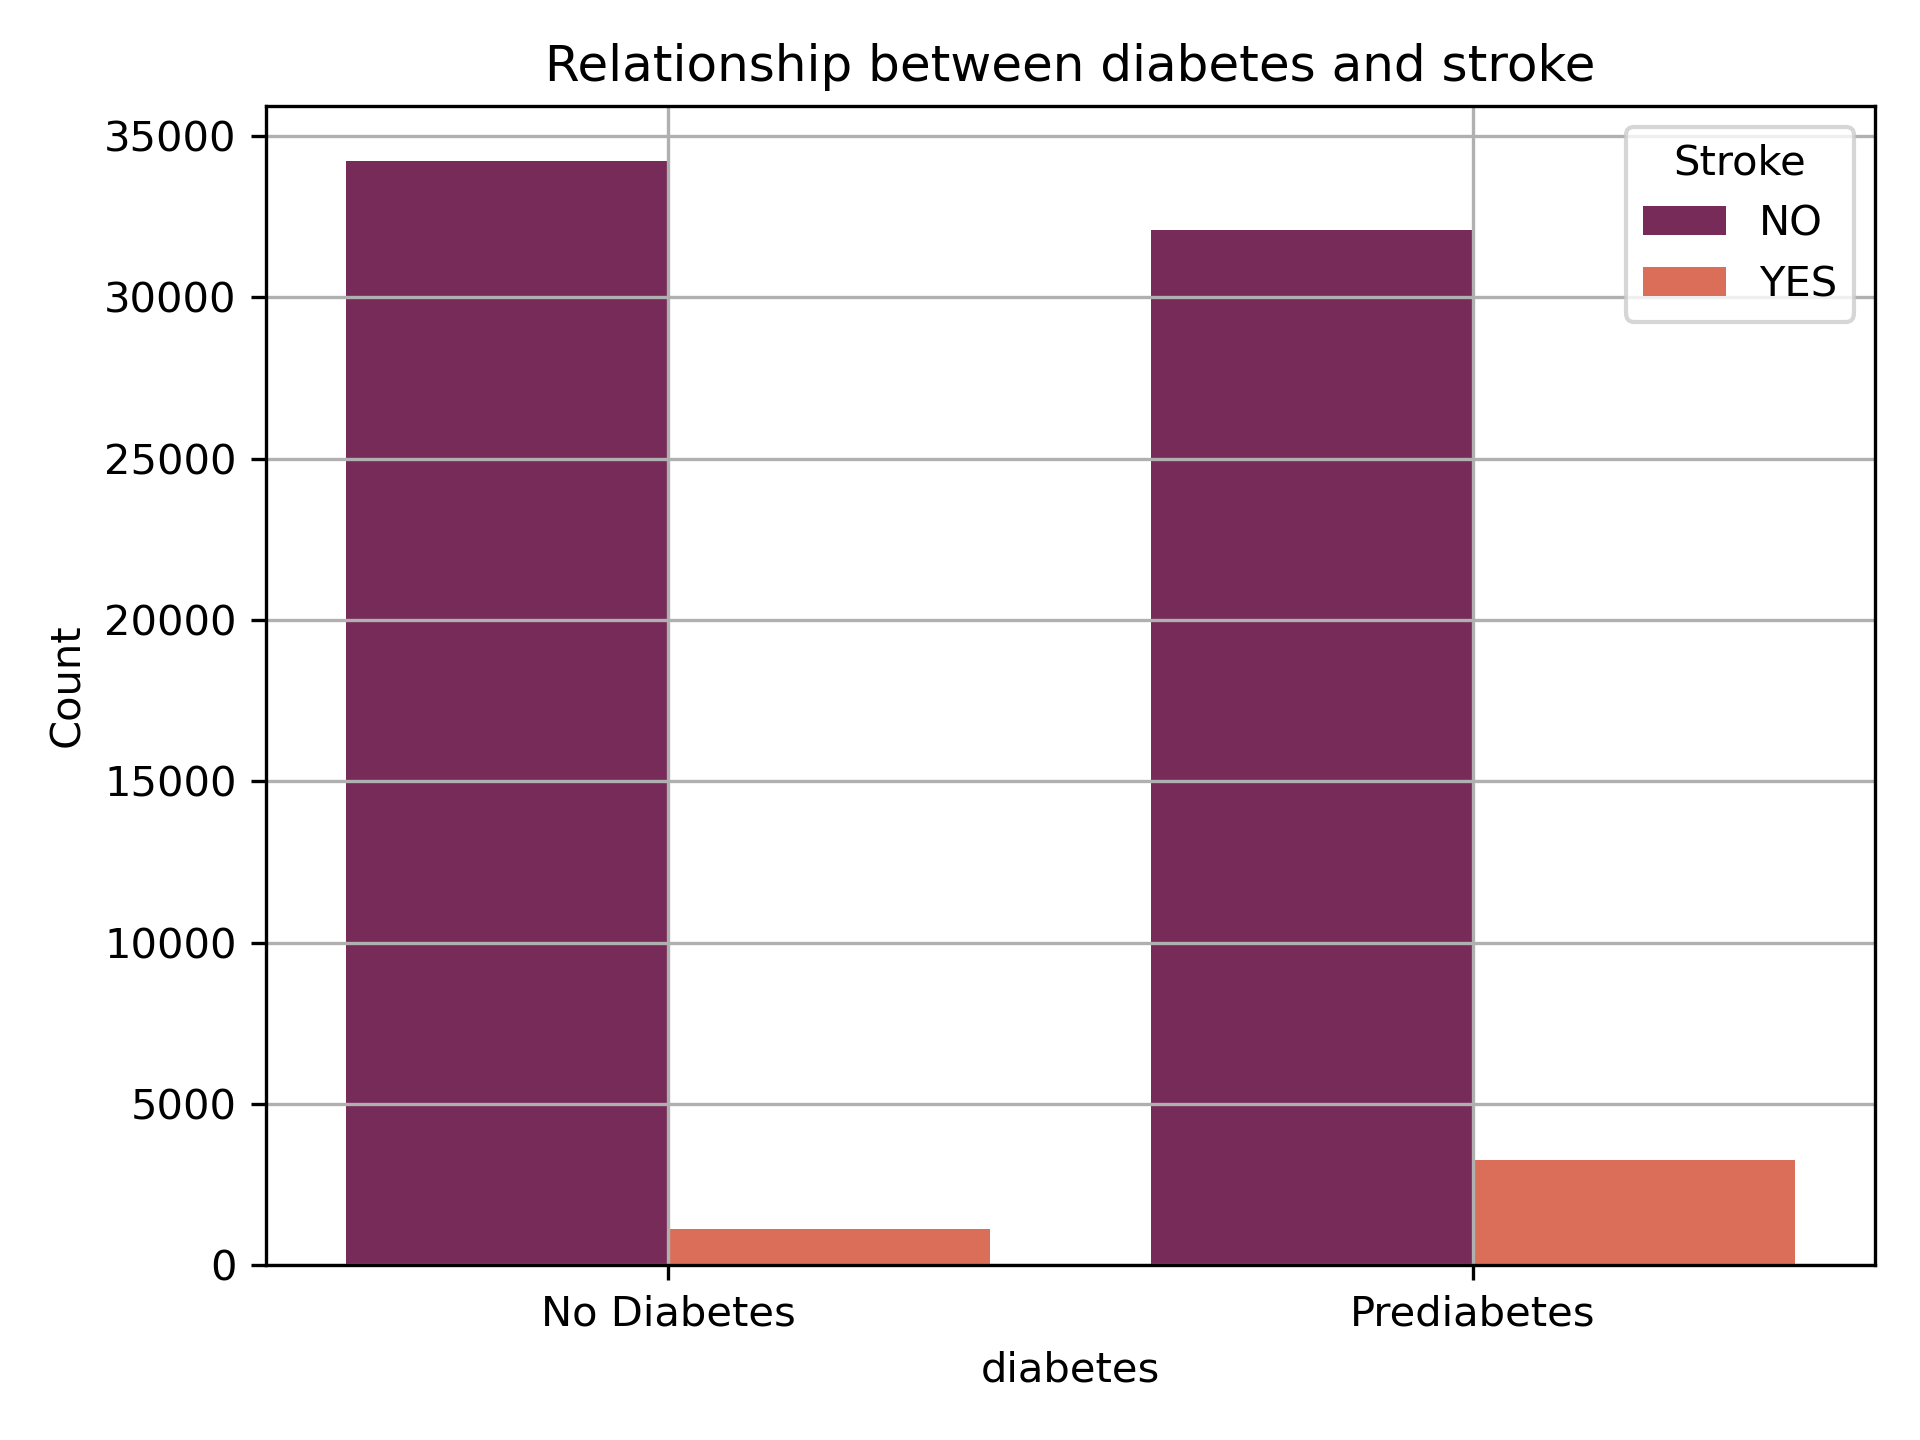 Relationship between diabetes and stroke
35000
30000
25000
20000
15000
10000
5000
0
Count
Stroke
NO
YES
No Diabetes
Prediabetes
diabetes